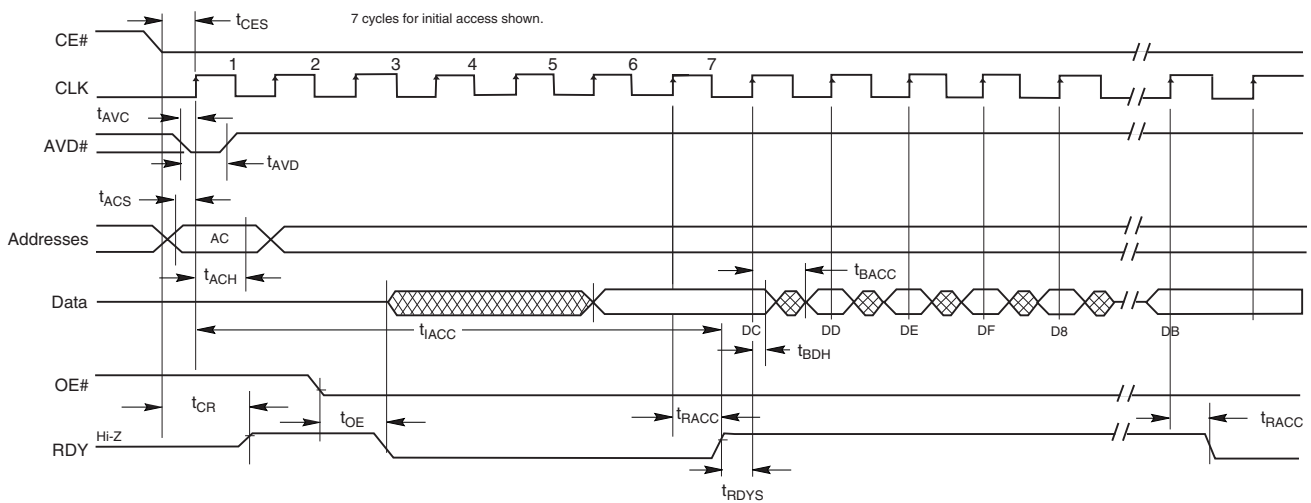 tCES
7 cycles for initial access shown.
CE#
1 2 3 4 5 6 7
CLK
tAVC
AVD#
tAVD
tACS
Addresses
AC
tACH
tBACC
Data
tIACC
DC DD DE DF D8 DB
tBDH
OE#
tCR
tOE
tRACC
tRACC
Hi-Z
RDY
tRDYS